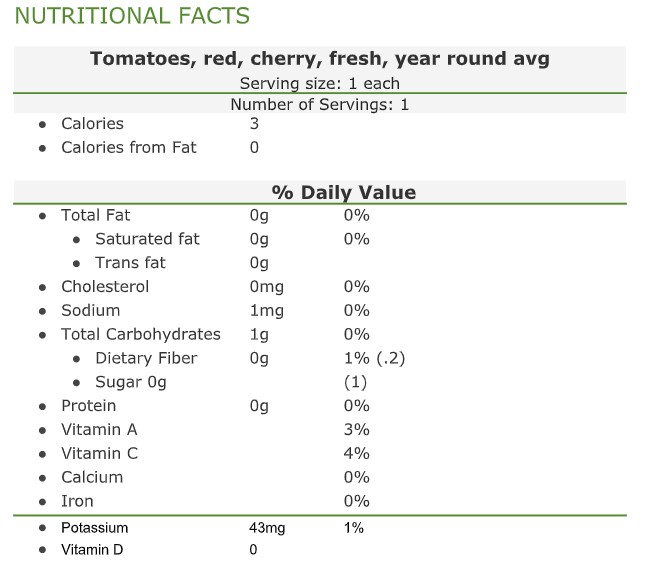 NUTRITIONAL FACTS
Tomatoes, red, cherry, fresh, year round avg
Serving size: 1 each
Number of Servings: 1
• Calories 3
• Calories from Fat 0
% Daily Value
• Total Fat 0g 0%
• Saturated fat 0g 0%
• Trans fat 0g
• Cholesterol 0mg 0%
• Sodium 1mg 0%
• Total Carbohydrates 1g 0%
• Dietary Fiber 0g 1% (.2)
• Sugar 0g (1)
• Protein 0g 0%
• Vitamin A 3%
• Vitamin C 4%
• Calcium 0%
• Iron 0%
• Potassium 43mg 1%
• Vitamin D 0